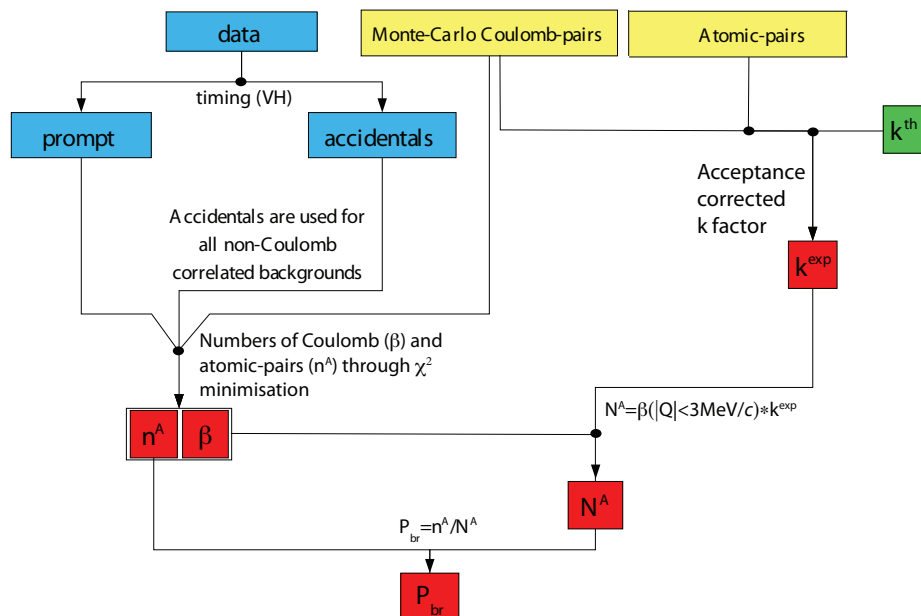 data
Monte-Carlo Coulomb-pairs
Atomic-pairs
timing (VH)
prompt
accidentals
k^th
Acceptance
corrected
k factor
Accidentals are used for
all non-Coulomb
correlated backgrounds
k^exp
Numbers of Coulomb (β) and
atomic-pairs (n^A) through χ²
minimisation
N^A=β(|Q|<3MeV/c)*k^exp
n^A β
N^A
P_br=n^A/N^A
P_br